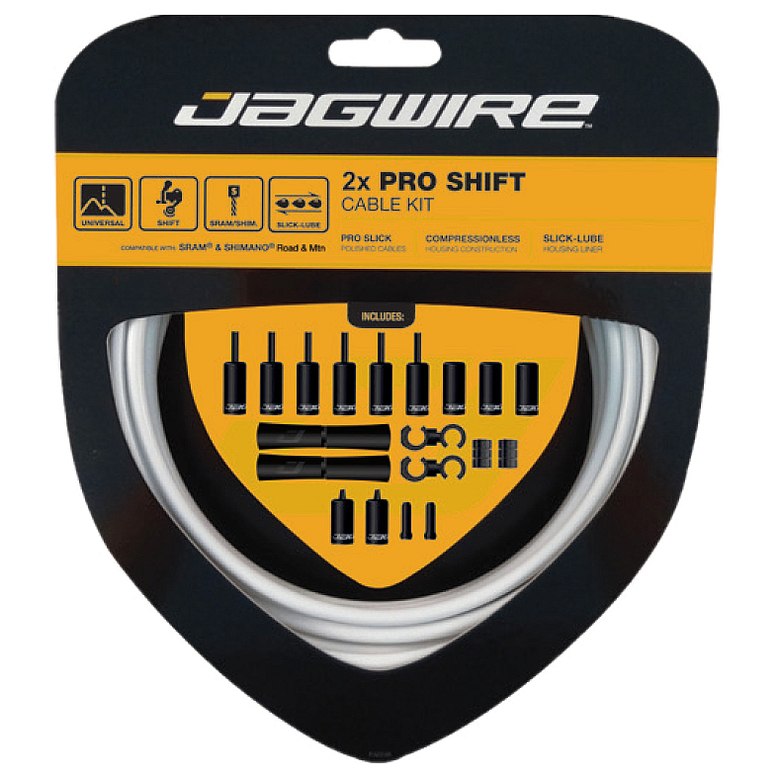 JAGWIRE™
2x PRO SHIFT
CABLE KIT
UNIVERSAL
SHIFT
S
SRAM/SHIM.
SLICK-LUBE
COMPATIBLE WITH: SRAM® & SHIMANO® Road & Mtn
PRO SLICK
POLISHED CABLES
COMPRESSIONLESS
HOUSING CONSTRUCTION
SLICK-LUBE
HOUSING LINER
INCLUDES: